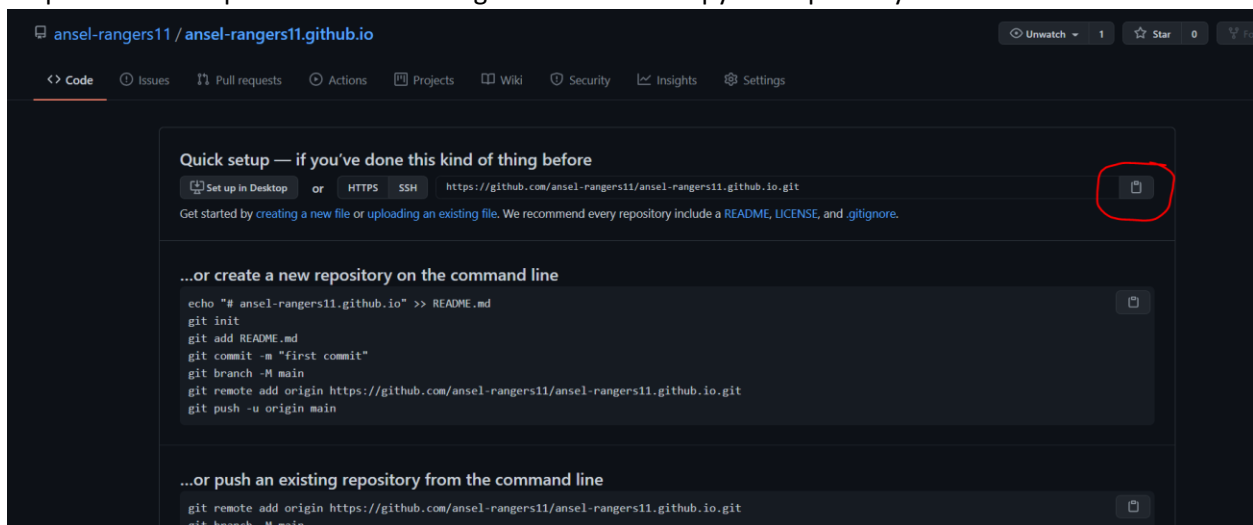 ansel-rangers11 / ansel-rangers11.github.io
Unwatch 1 Star 0
Code Issues Pull requests Actions Projects Wiki Security Insights Settings
Quick setup — if you've done this kind of thing before
Set up in Desktop or HTTPS SSH https://github.com/ansel-rangers11/ansel-rangers11.github.io.git
Get started by creating a new file or uploading an existing file. We recommend every repository include a README, LICENSE, and .gitignore.
...or create a new repository on the command line
echo "# ansel-rangers11.github.io" >> README.md
git init
git add README.md
git commit -m "first commit"
git branch -M main
git remote add origin https://github.com/ansel-rangers11/ansel-rangers11.github.io.git
git push -u origin main
...or push an existing repository from the command line
git remote add origin https://github.com/ansel-rangers11/ansel-rangers11.github.io.git
git branch -M main